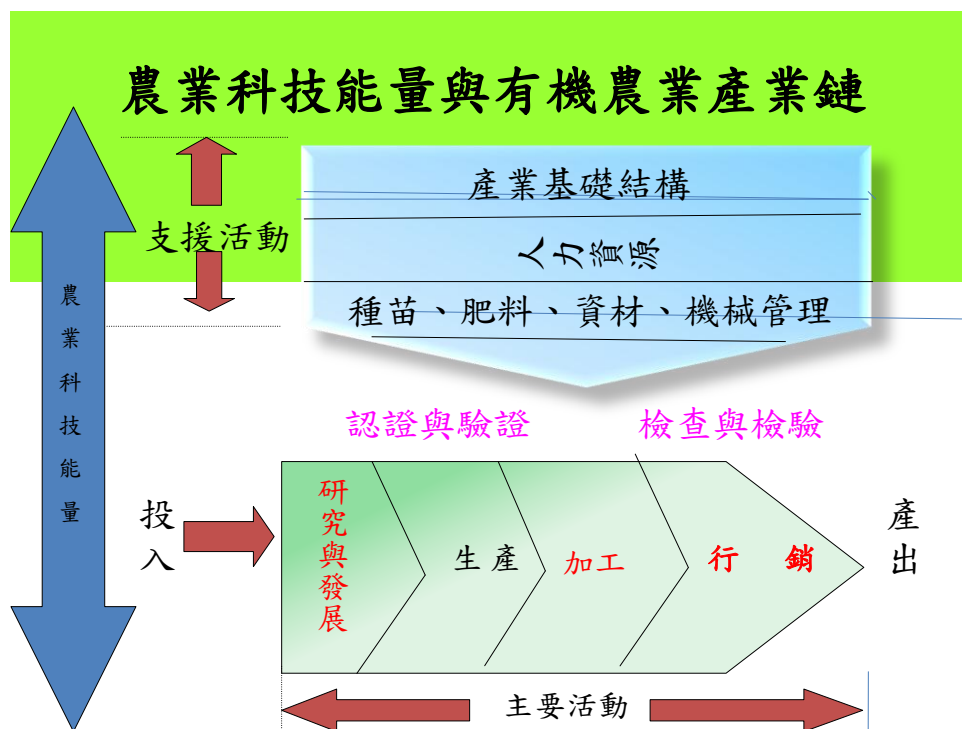 農業科技能量與有機農業產業鏈
產業基礎結構
支援活動
人力資源
種苗、肥料、資材、機械管理
農業科技能量
認證與驗證
檢查與檢驗
投入
研究與發展
生產
加工
行銷
產出
主要活動